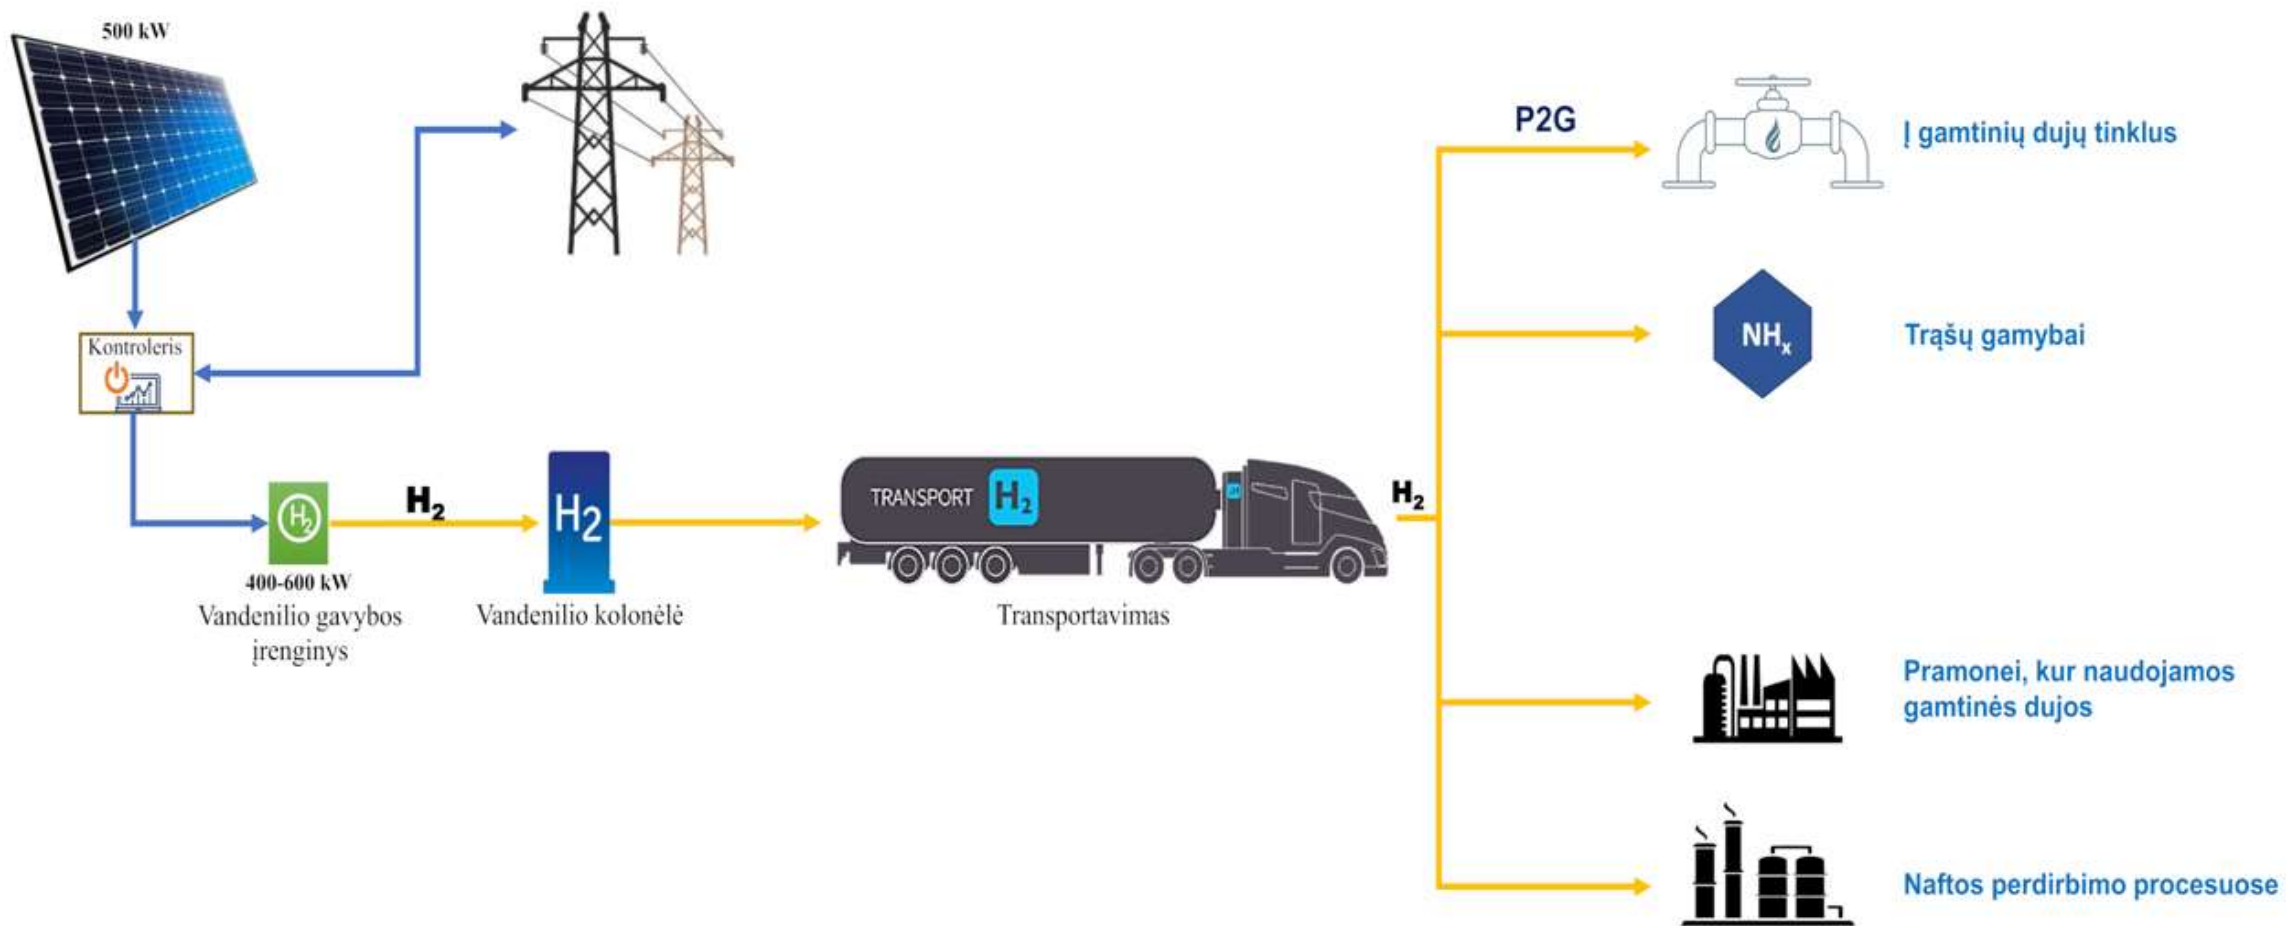 500 kW
P2G
Į gamtinių dujų tinklus
Kontroleris
NHx
Trąšų gamybai
H2
H2
H2
TRANSPORT H2
H2
400-600 kW
Vandenilio gavybos
įrenginys
Vandenilio kolonėlė
Transportavimas
Pramonei, kur naudojamos
gamtinės dujos
Naftos perdirbimo procesuose